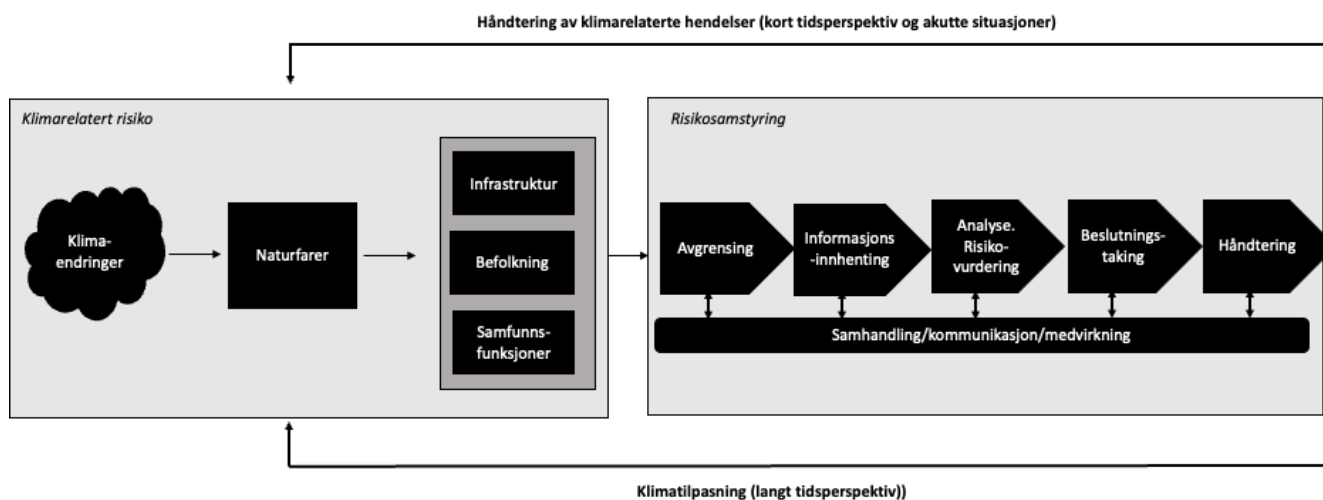 Håndtering av klimarelaterte hendelser (kort tidsperspektiv og akutte situasjoner)
Klimarelatert risiko
Klima-
endringer
Naturfarer
Infrastruktur
Befolkning
Samfunns-
funksjoner
Risikosamstyring
Avgrensing
Informasjons
-innhenting
Analyse.
Risiko-
vurdering
Beslutnings-
taking
Håndtering
Samhandling/kommunikasjon/medvirkning
Klimatilpasning (langt tidsperspektiv))